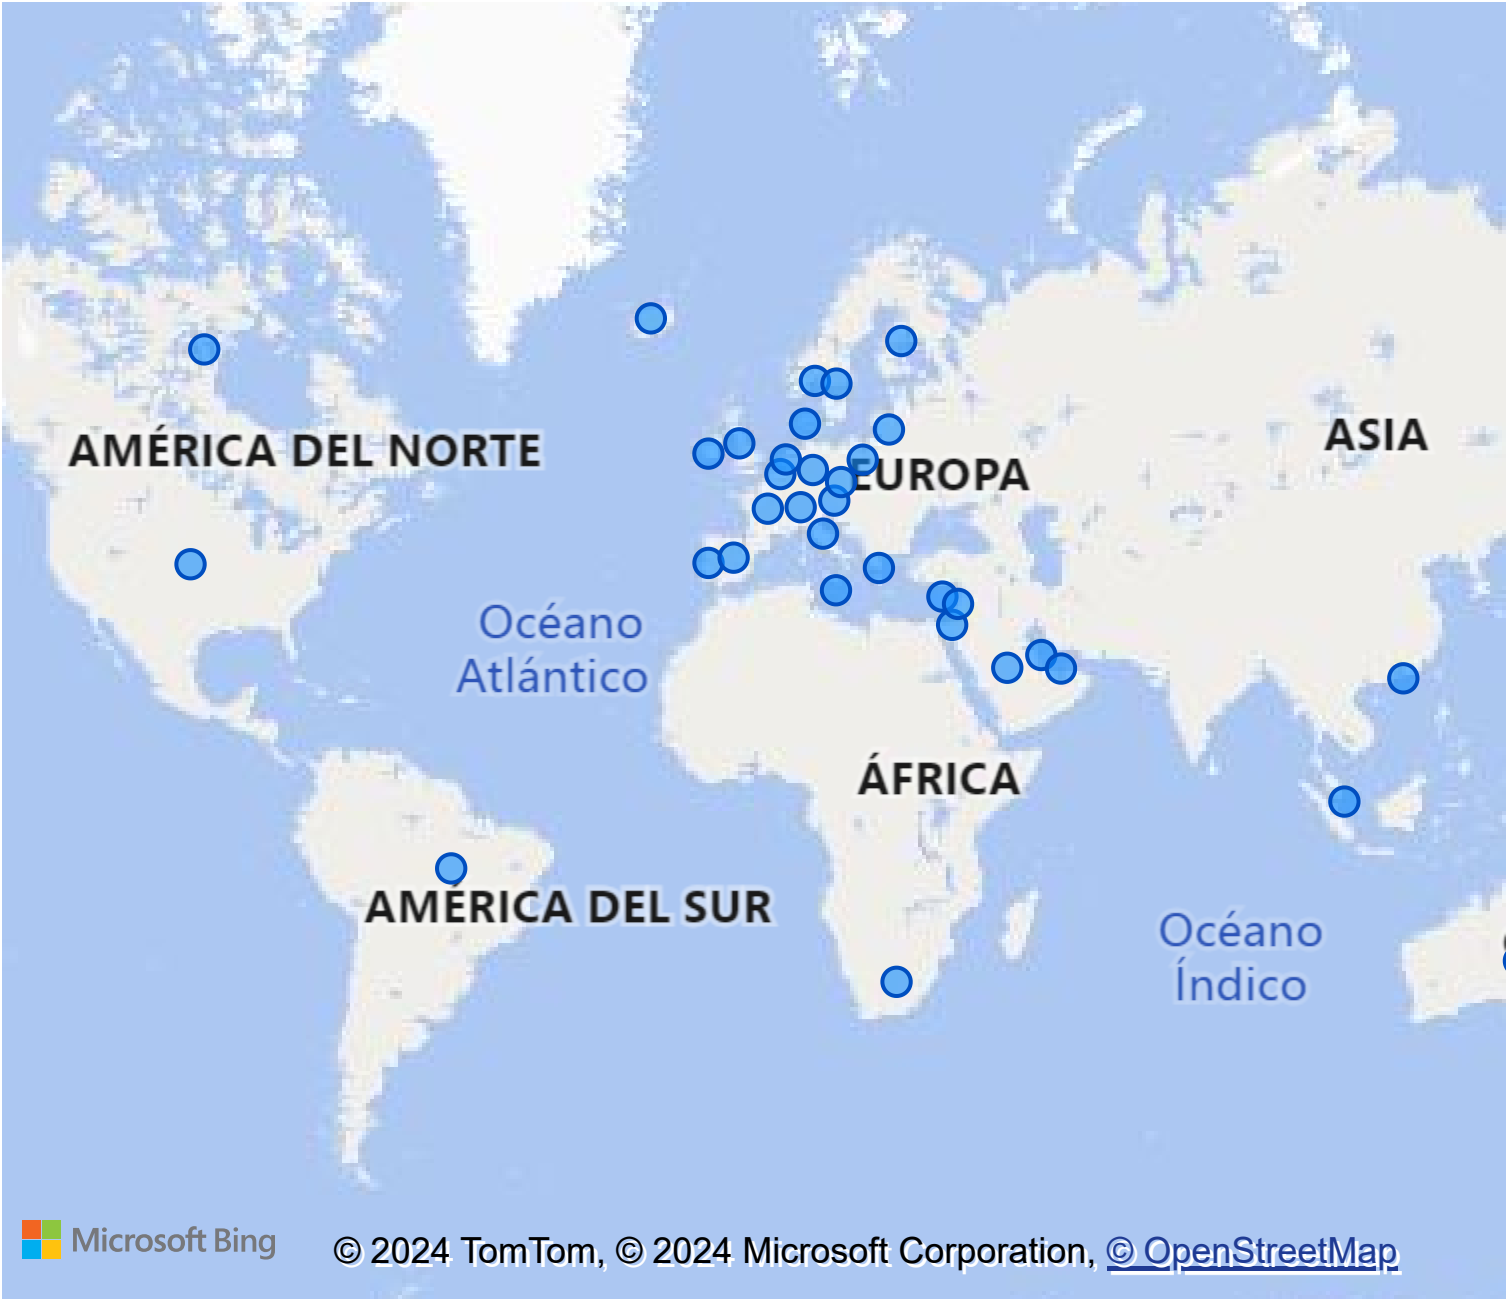 AMÉRICA DEL NORTE
ASIA
EUROPA
Océano
Atlántico
ÁFRICA
AMÉRICA DEL SUR
Océano
Índico
Microsoft Bing
© 2024 TomTom, © 2024 Microsoft Corporation, © OpenStreetMap